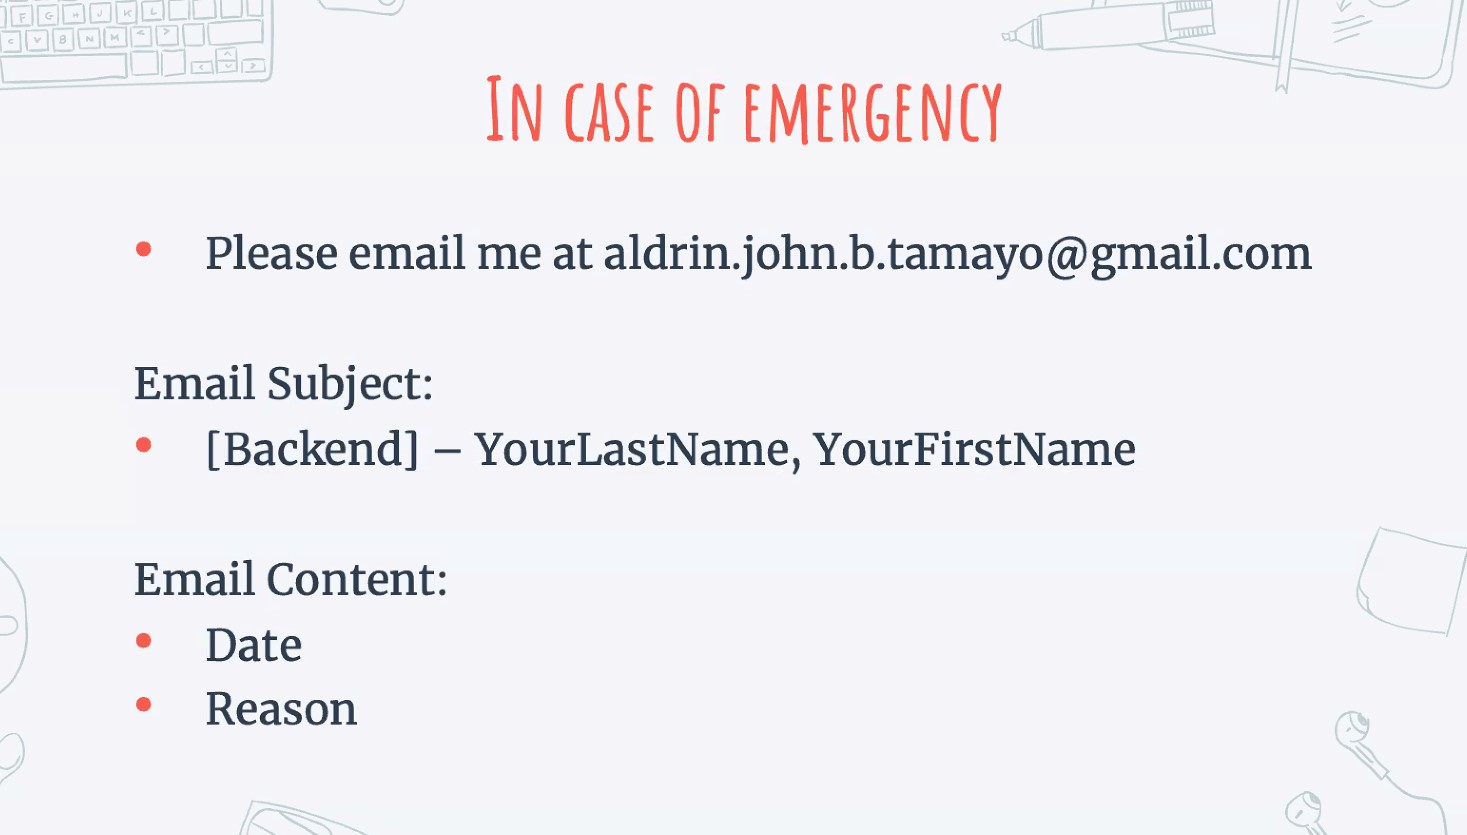 In case of emergency
Please email me at aldrin.john.b.tamayo@gmail.com
Email Subject:
[Backend] – YourLastName, YourFirstName
Email Content:
Date
Reason